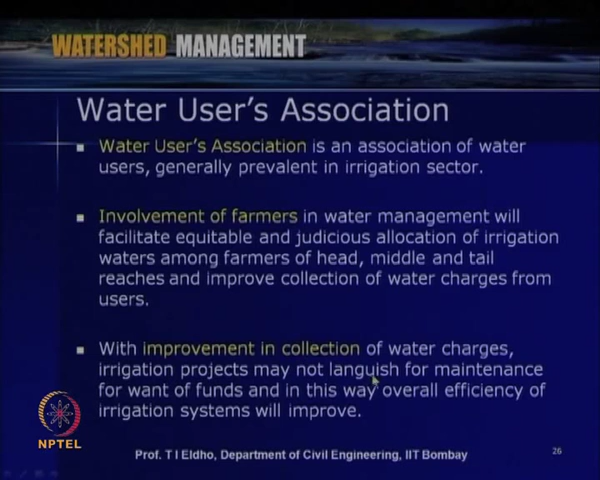 WATERSHED MANAGEMENT
Water User's Association
Water User's Association is an association of water
users, generally prevalent in irrigation sector.
Involvement of farmers in water management will
facilitate equitable and judicious allocation of irrigation
waters among farmers of head, middle and tail
reaches and improve collection of water charges from
users.
With improvement in collection of water charges,
irrigation projects may not languish for maintenance
for want of funds and in this way overall efficiency of
irrigation systems will improve.
NPTEL
Prof. T I Eldho, Department of Civil Engineering, IIT Bombay
26